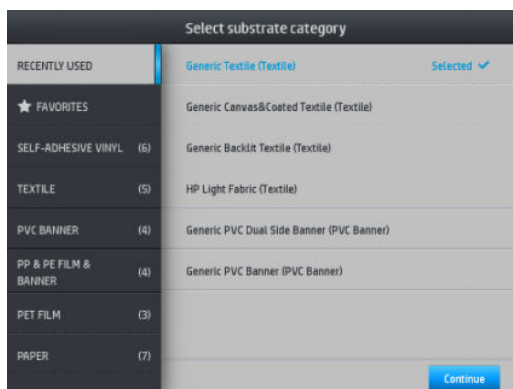 Select substrate category
RECENTLY USED
FAVORITES
SELF-ADHESIVE VINYL (6)
TEXTILE (5)
PVC BANNER (4)
PP & PE FILM &
BANNER (4)
PET FILM (3)
PAPER (7)
Generic Textile (Textile) Selected
Generic Canvas&Coated Textile (Textile)
Generic Backlit Textile (Textile)
HP Light Fabric (Textile)
Generic PVC Dual Side Banner (PVC Banner)
Generic PVC Banner (PVC Banner)
Continue